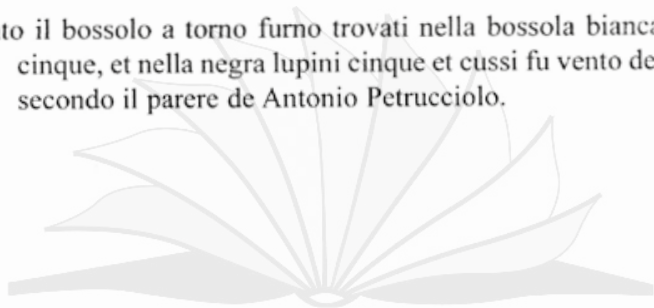 to il bossolo a torno furno trovati nella bossola bianca
cinque, et nella negra lupini cinque et cussi fu vento de
secondo il parere de Antonio Petrucciolo.